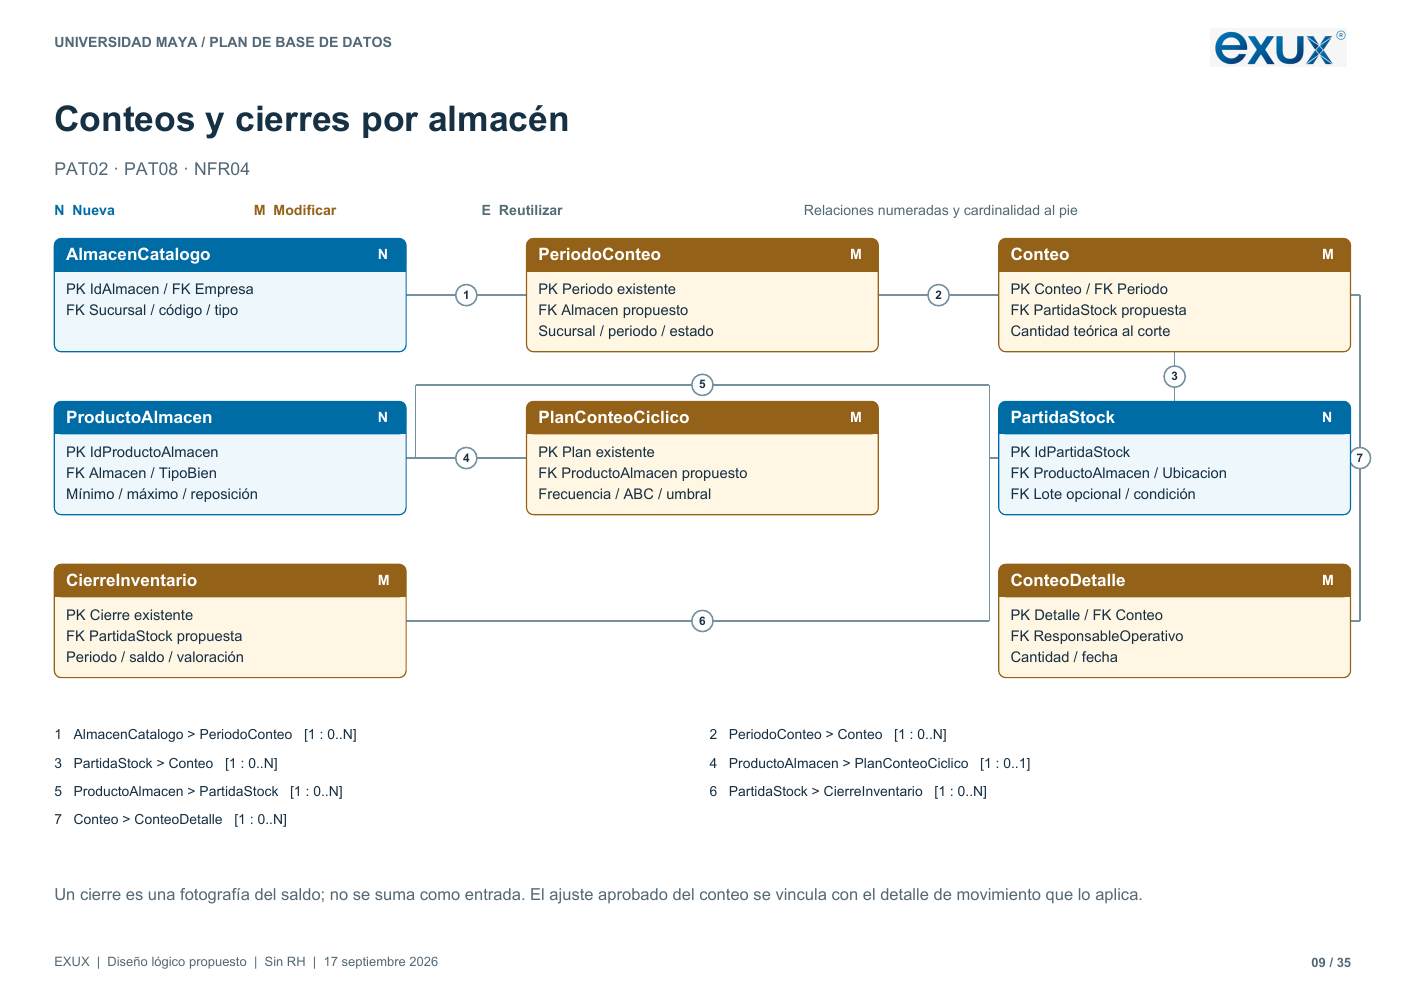 UNIVERSIDAD MAYA / PLAN DE BASE DE DATOS
exux®
Conteos y cierres por almacén
PAT02 · PAT08 · NFR04
N Nueva
M Modificar
E Reutilizar
Relaciones numeradas y cardinalidad al pie
AlmacenCatalogo N
PK IdAlmacen / FK Empresa
FK Sucursal / código / tipo
1
PeriodoConteo M
PK Periodo existente
FK Almacen propuesto
Sucursal / periodo / estado
2
Conteo M
PK Conteo / FK Periodo
FK PartidaStock propuesta
Cantidad teórica al corte
3
5
ProductoAlmacen N
PK IdProductoAlmacen
FK Almacen / TipoBien
Mínimo / máximo / reposición
4
PlanConteoCiclico M
PK Plan existente
FK ProductoAlmacen propuesto
Frecuencia / ABC / umbral
PartidaStock N
PK IdPartidaStock
FK ProductoAlmacen / Ubicacion
FK Lote opcional / condición
7
CierreInventario M
PK Cierre existente
FK PartidaStock propuesta
Periodo / saldo / valoración
6
ConteoDetalle M
PK Detalle / FK Conteo
FK ResponsableOperativo
Cantidad / fecha
1 AlmacenCatalogo > PeriodoConteo [1 : 0..N]
2 PeriodoConteo > Conteo [1 : 0..N]
3 PartidaStock > Conteo [1 : 0..N]
4 ProductoAlmacen > PlanConteoCiclico [1 : 0..1]
5 ProductoAlmacen > PartidaStock [1 : 0..N]
6 PartidaStock > CierreInventario [1 : 0..N]
7 Conteo > ConteoDetalle [1 : 0..N]
Un cierre es una fotografía del saldo; no se suma como entrada. El ajuste aprobado del conteo se vincula con el detalle de movimiento que lo aplica.
EXUX | Diseño lógico propuesto | Sin RH | 17 septiembre 2026
09 / 35